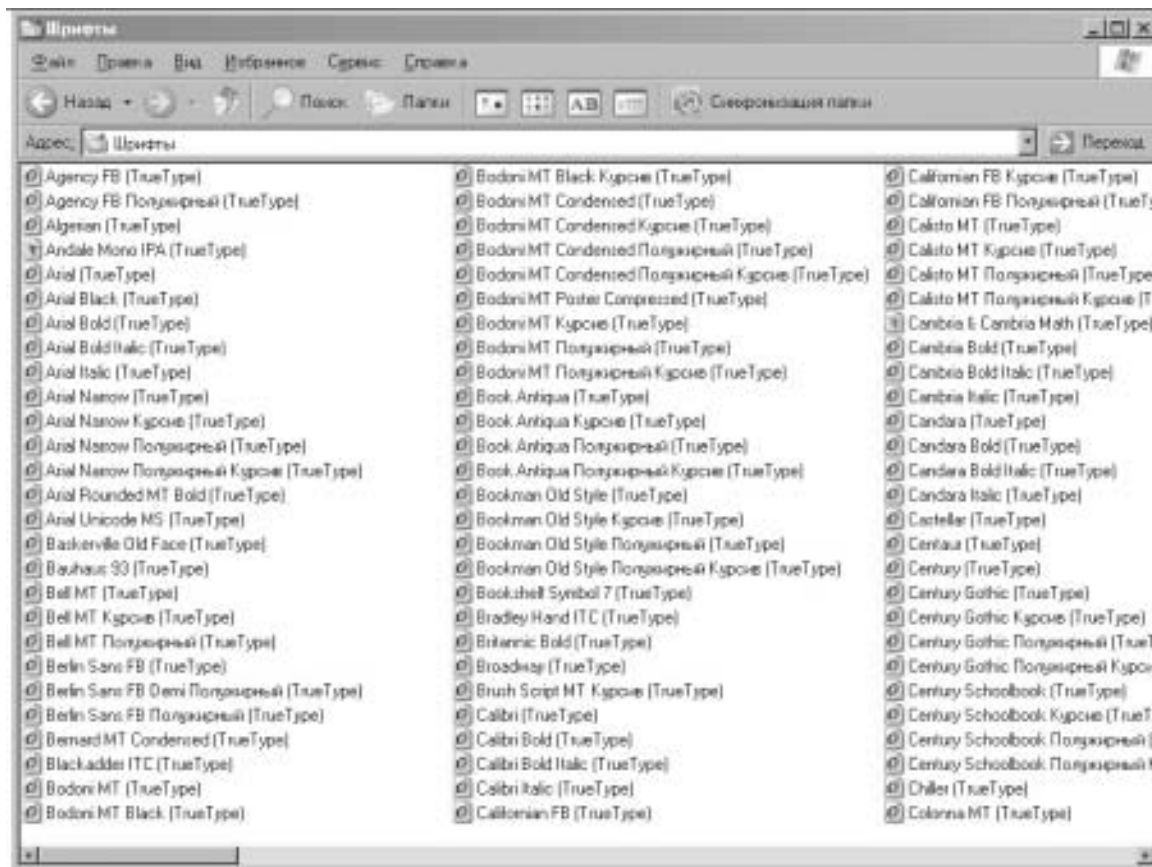 Шрифты
Файл Правка Вид Избранное Сервис Справка
Назад Поиск Папки Синхронизация папки
Адрес: Шрифты Переход
Agency FB (TrueType)
Agency FB Полужирный (TrueType)
Algerian (TrueType)
Andale Mono IPA (TrueType)
Arial (TrueType)
Arial Black (TrueType)
Arial Bold (TrueType)
Arial Bold Italic (TrueType)
Arial Italic (TrueType)
Arial Narrow (TrueType)
Arial Narrow Курсив (TrueType)
Arial Narrow Полужирный (TrueType)
Arial Narrow Полужирный Курсив (TrueType)
Arial Rounded MT Bold (TrueType)
Arial Unicode MS (TrueType)
Baskerville Old Face (TrueType)
Bauhaus 93 (TrueType)
Bell MT (TrueType)
Bell MT Курсив (TrueType)
Bell MT Полужирный (TrueType)
Berlin Sans FB (TrueType)
Berlin Sans FB Demi Полужирный (TrueType)
Berlin Sans FB Полужирный (TrueType)
Bernard MT Condensed (TrueType)
Blackadder ITC (TrueType)
Bodoni MT (TrueType)
Bodoni MT Black (TrueType)
Bodoni MT Black Курсив (TrueType)
Bodoni MT Condensed (TrueType)
Bodoni MT Condensed Курсив (TrueType)
Bodoni MT Condensed Полужирный (TrueType)
Bodoni MT Condensed Полужирный Курсив (TrueType)
Bodoni MT Poster Compressed (TrueType)
Bodoni MT Курсив (TrueType)
Bodoni MT Полужирный (TrueType)
Bodoni MT Полужирный Курсив (TrueType)
Book Antiqua (TrueType)
Book Antiqua Курсив (TrueType)
Book Antiqua Полужирный (TrueType)
Book Antiqua Полужирный Курсив (TrueType)
Bookman Old Style (TrueType)
Bookman Old Style Курсив (TrueType)
Bookman Old Style Полужирный (TrueType)
Bookman Old Style Полужирный Курсив (TrueType)
Bookshelf Symbol 7 (TrueType)
Bradley Hand ITC (TrueType)
Britannic Bold (TrueType)
Broadway (TrueType)
Brush Script MT Курсив (TrueType)
Calibri (TrueType)
Calibri Bold (TrueType)
Calibri Bold Italic (TrueType)
Calibri Italic (TrueType)
Californian FB (TrueType)
Californian FB Курсив (TrueType)
Californian FB Полужирный (TrueTy
Calisto MT (TrueType)
Calisto MT Курсив (TrueType)
Calisto MT Полужирный (TrueType
Calisto MT Полужирный Курсив (T
Cambria & Cambria Math (TrueType)
Cambria Bold (TrueType)
Cambria Bold Italic (TrueType)
Cambria Italic (TrueType)
Candara (TrueType)
Candara Bold (TrueType)
Candara Bold Italic (TrueType)
Candara Italic (TrueType)
Castellar (TrueType)
Centaur (TrueType)
Century (TrueType)
Century Gothic (TrueType)
Century Gothic Курсив (TrueType)
Century Gothic Полужирный (TrueT
Century Gothic Полужирный Курси
Century Schoolbook (TrueType)
Century Schoolbook Курсив (TrueT
Century Schoolbook Полужирный (
Century Schoolbook Полужирный К
Chiller (TrueType)
Colonna MT (TrueType)